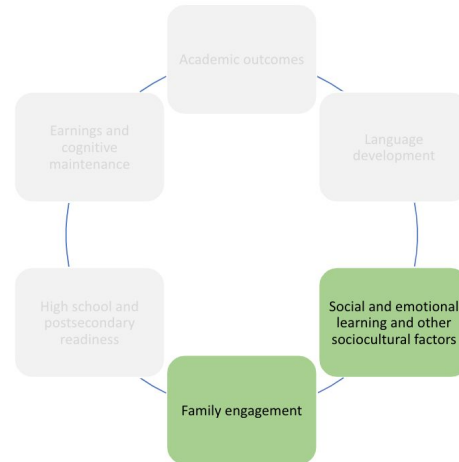 Academic outcomes
Language
development
Social and emotional
learning and other
sociocultural factors
Family engagement
High school and
postsecondary
readiness
Earnings and
cognitive
maintenance